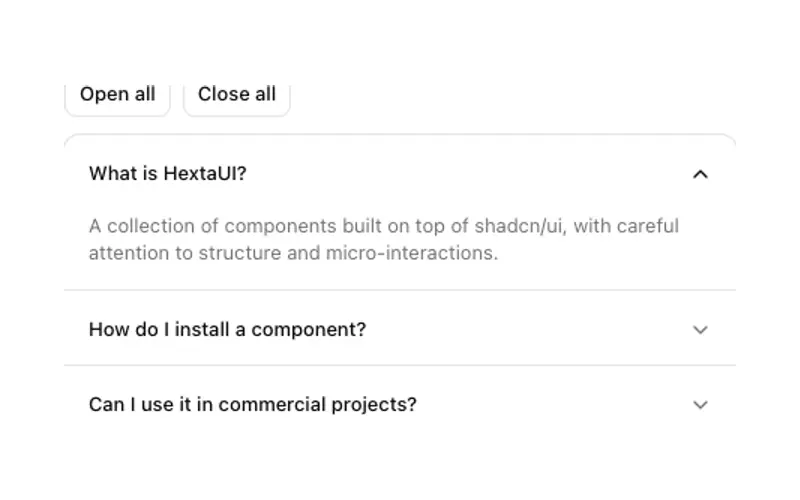 Open all Close all
What is HextaUI?
A collection of components built on top of shadcn/ui, with careful
attention to structure and micro-interactions.
How do I install a component?
Can I use it in commercial projects?